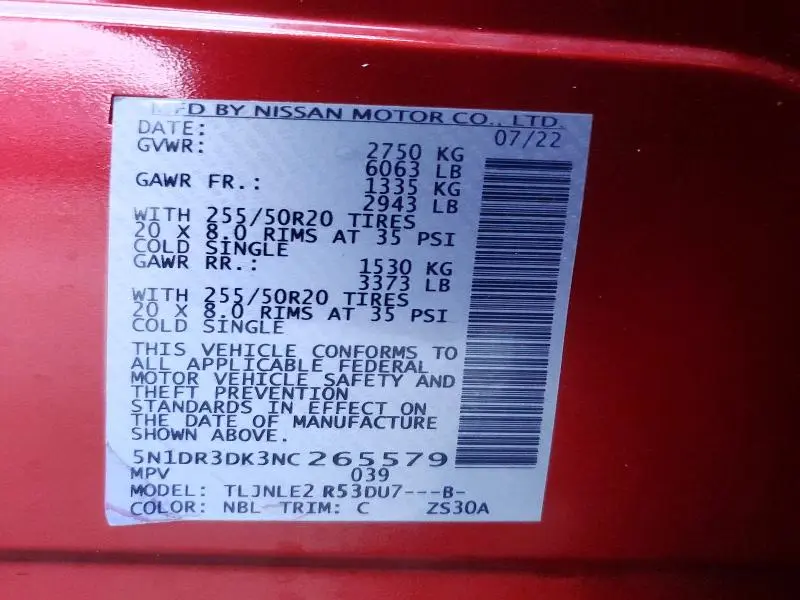 MFD BY NISSAN MOTOR CO., LTD.
DATE: 07/22
GVWR: 2750 KG
6063 LB
GAWR FR.: 1335 KG
2943 LB
WITH 255/50R20 TIRES
20 X 8.0 RIMS AT 35 PSI
COLD SINGLE
GAWR RR.: 1530 KG
3373 LB
WITH 255/50R20 TIRES
20 X 8.0 RIMS AT 35 PSI
COLD SINGLE
THIS VEHICLE CONFORMS TO
ALL APPLICABLE FEDERAL
MOTOR VEHICLE SAFETY AND
THEFT PREVENTION
STANDARDS IN EFFECT ON
THE DATE OF MANUFACTURE
SHOWN ABOVE.
5N1DR3DK3NC265579
MPV 039
MODEL: TLJNLE2 R53DU7---B-
COLOR: NBL TRIM: C ZS30A